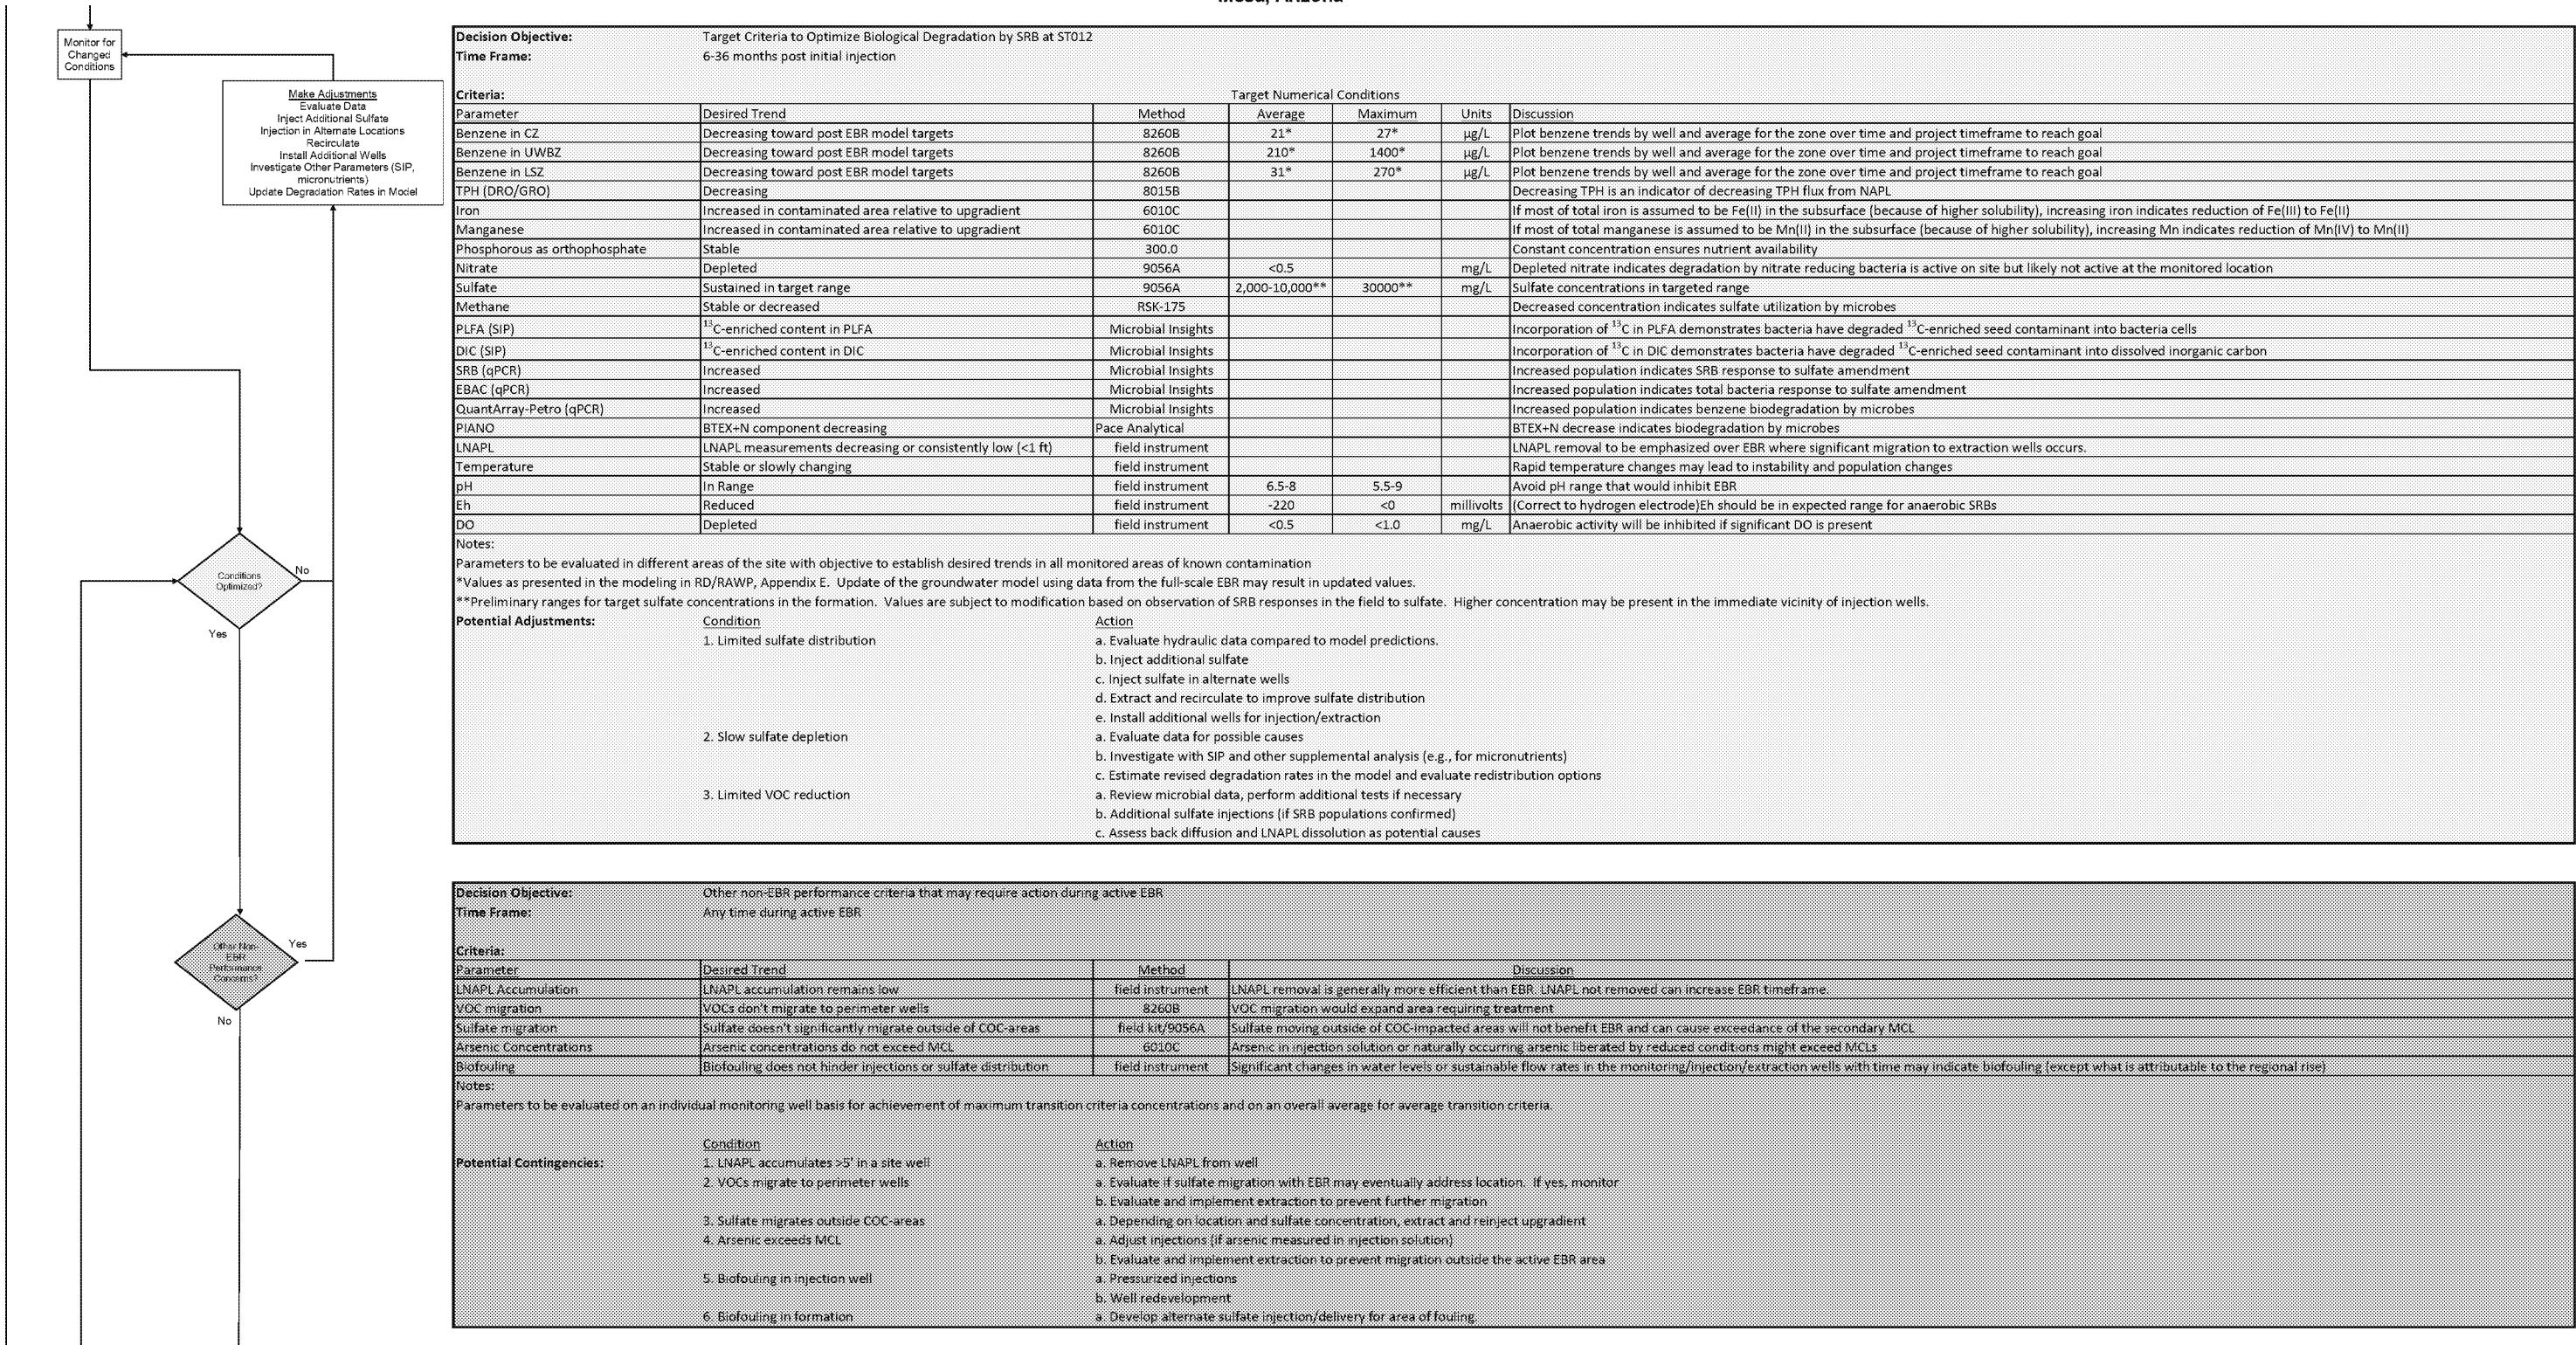 Monitor for
Changed
Conditions
Make Adjustments
Evaluate Data
Inject Additional Sulfate
Injection in Alternate Locations
Recirculate
Install Additional Wells
Investigate Other Parameters (SIP,
micronutrients)
Update Degradation Rates in Model
Conditions
Optimized?
No
Yes
Other Non-
EBR
Performance
Concerns?
Yes
No
Decision Objective: Target Criteria to Optimize Biological Degradation by SRB at ST012
Time Frame: 6-36 months post initial injection
Criteria: Target Numerical Conditions
Parameter Desired Trend Method Average Maximum Units Discussion
Benzene in CZ Decreasing toward post EBR model targets 8260B 21* 27* µg/L Plot benzene trends by well and average for the zone over time and project timeframe to reach goal
Benzene in UWBZ Decreasing toward post EBR model targets 8260B 210* 1400* µg/L Plot benzene trends by well and average for the zone over time and project timeframe to reach goal
Benzene in LSZ Decreasing toward post EBR model targets 8260B 31* 270* µg/L Plot benzene trends by well and average for the zone over time and project timeframe to reach goal
TPH (DRO/GRO) Decreasing 8015B Decreasing TPH is an indicator of decreasing TPH flux from NAPL
Iron Increased in contaminated area relative to upgradient 6010C If most of total iron is assumed to be Fe(II) in the subsurface (because of higher solubility), increasing iron indicates reduction of Fe(III) to Fe(II)
Manganese Increased in contaminated area relative to upgradient 6010C If most of total manganese is assumed to be Mn(II) in the subsurface (because of higher solubility), increasing Mn indicates reduction of Mn(IV) to Mn(II)
Phosphorous as orthophosphate Stable 300.0 Constant concentration ensures nutrient availability
Nitrate Depleted 9056A <0.5 mg/L Depleted nitrate indicates degradation by nitrate reducing bacteria is active on site but likely not active at the monitored location
Sulfate Sustained in target range 9056A 2,000-10,000** 30000** mg/L Sulfate concentrations in targeted range
Methane Stable or decreased RSK-175 Decreased concentration indicates sulfate utilization by microbes
PLFA (SIP) ¹³C-enriched content in PLFA Microbial Insights Incorporation of ¹³C in PLFA demonstrates bacteria have degraded ¹³C-enriched seed contaminant into bacteria cells
DIC (SIP) ¹³C-enriched content in DIC Microbial Insights Incorporation of ¹³C in DIC demonstrates bacteria have degraded ¹³C-enriched seed contaminant into dissolved inorganic carbon
SRB (qPCR) Increased Microbial Insights Increased population indicates SRB response to sulfate amendment
EBAC (qPCR) Increased Microbial Insights Increased population indicates total bacteria response to sulfate amendment
QuantArray-Petro (qPCR) Increased Microbial Insights Increased population indicates benzene biodegradation by microbes
PIANO BTEX+N component decreasing Pace Analytical BTEX+N decrease indicates biodegradation by microbes
LNAPL LNAPL measurements decreasing or consistently low (<1 ft) field instrument LNAPL removal to be emphasized over EBR where significant migration to extraction wells occurs.
Temperature Stable or slowly changing field instrument Rapid temperature changes may lead to instability and population changes
pH In Range field instrument 6.5-8 5.5-9 Avoid pH range that would inhibit EBR
Eh Reduced field instrument -220 <0 millivolts (Correct to hydrogen electrode)Eh should be in expected range for anaerobic SRBs
DO Depleted field instrument <0.5 <1.0 mg/L Anaerobic activity will be inhibited if significant DO is present
Notes:
Parameters to be evaluated in different areas of the site with objective to establish desired trends in all monitored areas of known contamination
*Values as presented in the modeling in RD/RAWP, Appendix E. Update of the groundwater model using data from the full-scale EBR may result in updated values.
**Preliminary ranges for target sulfate concentrations in the formation. Values are subject to modification based on observation of SRB responses in the field to sulfate. Higher concentration may be present in the immediate vicinity of injection wells.
Potential Adjustments: Condition Action
1. Limited sulfate distribution a. Evaluate hydraulic data compared to model predictions.
b. Inject additional sulfate
c. Inject sulfate in alternate wells
d. Extract and recirculate to improve sulfate distribution
e. Install additional wells for injection/extraction
2. Slow sulfate depletion a. Evaluate data for possible causes
b. Investigate with SIP and other supplemental analysis (e.g., for micronutrients)
c. Estimate revised degradation rates in the model and evaluate redistribution options
3. Limited VOC reduction a. Review microbial data, perform additional tests if necessary
b. Additional sulfate injections (if SRB populations confirmed)
c. Assess back diffusion and LNAPL dissolution as potential causes
Decision Objective: Other non-EBR performance criteria that may require action during active EBR
Time Frame: Any time during active EBR
Criteria:
Parameter Desired Trend Method Discussion
LNAPL Accumulation LNAPL accumulation remains low field instrument LNAPL removal is generally more efficient than EBR. LNAPL not removed can increase EBR timeframe.
VOC migration VOCs don't migrate to perimeter wells 8260B VOC migration would expand area requiring treatment
Sulfate migration Sulfate doesn't significantly migrate outside of COC-areas field kit/9056A Sulfate moving outside of COC-impacted areas will not benefit EBR and can cause exceedance of the secondary MCL
Arsenic Concentrations Arsenic concentrations do not exceed MCL 6010C Arsenic in injection solution or naturally occurring arsenic liberated by reduced conditions might exceed MCLs
Biofouling Biofouling does not hinder injections or sulfate distribution field instrument Significant changes in water levels or sustainable flow rates in the monitoring/injection/extraction wells with time may indicate biofouling (except what is attributable to the regional rise)
Notes:
Parameters to be evaluated on an individual monitoring well basis for achievement of maximum transition criteria concentrations and on an overall average for average transition criteria.
Condition Action
Potential Contingencies: 1. LNAPL accumulates >5' in a site well a. Remove LNAPL from well
2. VOCs migrate to perimeter wells a. Evaluate if sulfate migration with EBR may eventually address location. If yes, monitor
b. Evaluate and implement extraction to prevent further migration
3. Sulfate migrates outside COC-areas a. Depending on location and sulfate concentration, extract and reinject upgradient
4. Arsenic exceeds MCL a. Adjust injections (if arsenic measured in injection solution)
b. Evaluate and implement extraction to prevent migration outside the active EBR area
5. Biofouling in injection well a. Pressurized injections
b. Well redevelopment
6. Biofouling in formation a. Develop alternate sulfate injection/delivery for area of fouling.